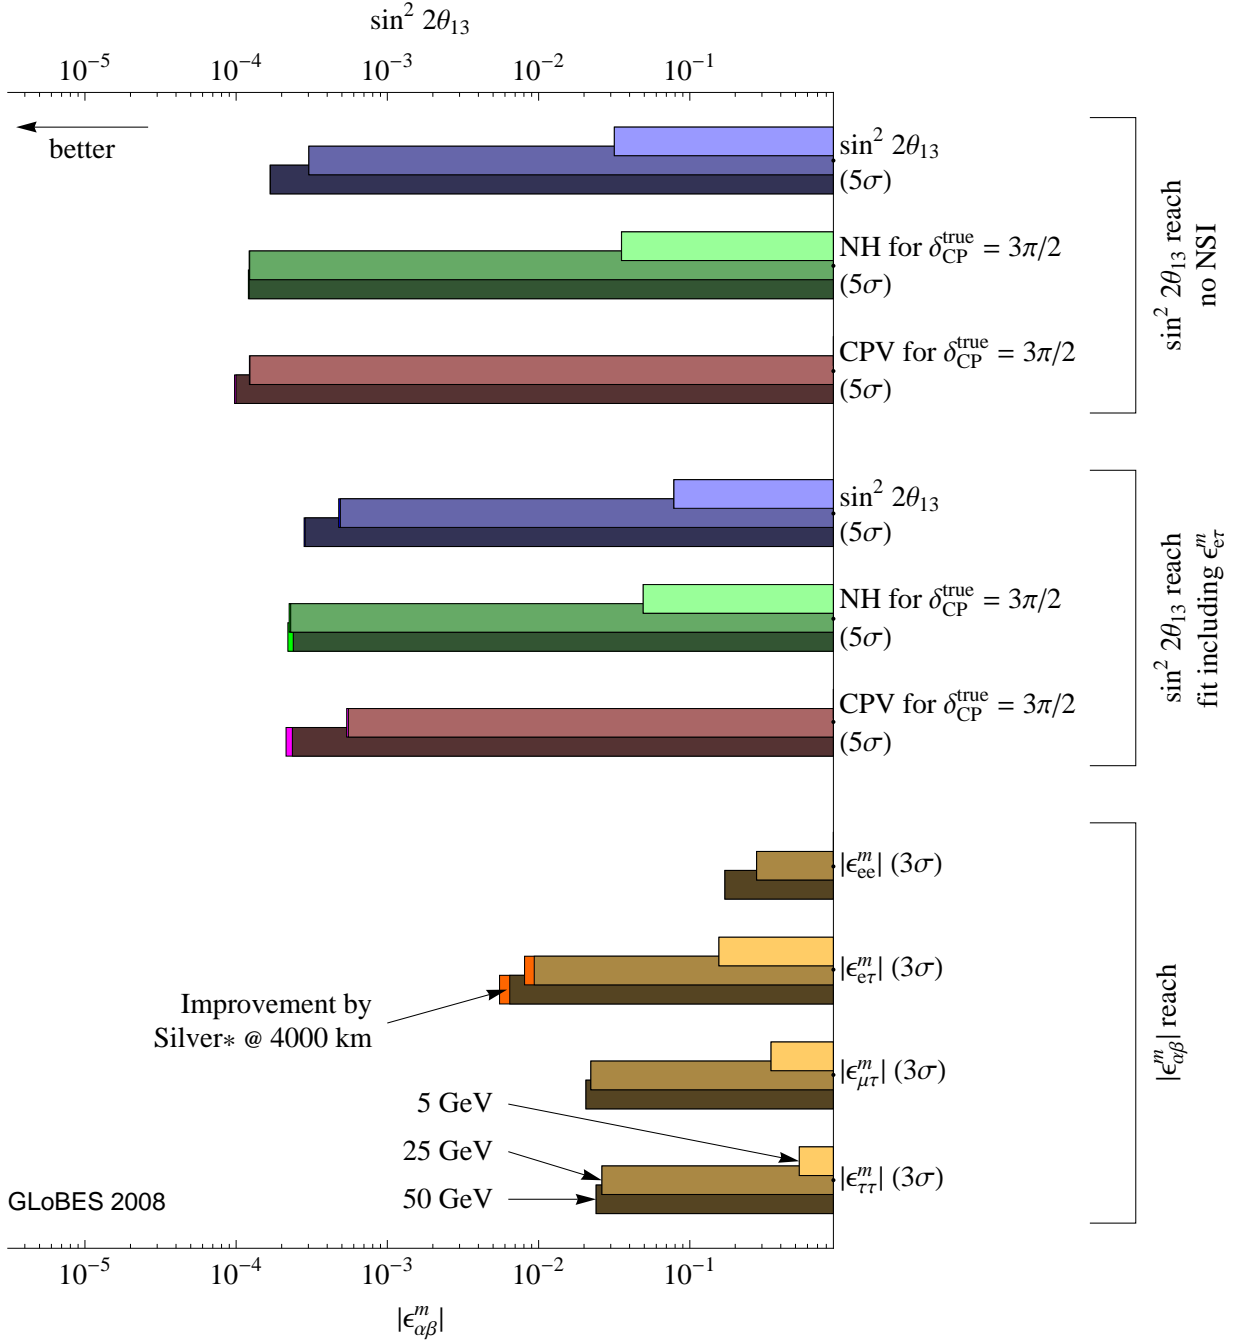 sin² 2θ₁₃
10⁻⁵ 10⁻⁴ 10⁻³ 10⁻² 10⁻¹
better
sin² 2θ₁₃
(5σ)
NH for δ_CP^true = 3π/2
(5σ)
CPV for δ_CP^true = 3π/2
(5σ)
sin² 2θ₁₃ reach
no NSI
sin² 2θ₁₃
(5σ)
NH for δ_CP^true = 3π/2
(5σ)
CPV for δ_CP^true = 3π/2
(5σ)
sin² 2θ₁₃ reach
fit including ϵ_eτ^m
|ϵ_ee^m| (3σ)
|ϵ_eτ^m| (3σ)
Improvement by
Silver* @ 4000 km
|ϵ_μτ^m| (3σ)
5 GeV
25 GeV
50 GeV
|ϵ_ττ^m| (3σ)
|ϵ_αβ^m| reach
GLoBES 2008
10⁻⁵ 10⁻⁴ 10⁻³ 10⁻² 10⁻¹
|ϵ_αβ^m|